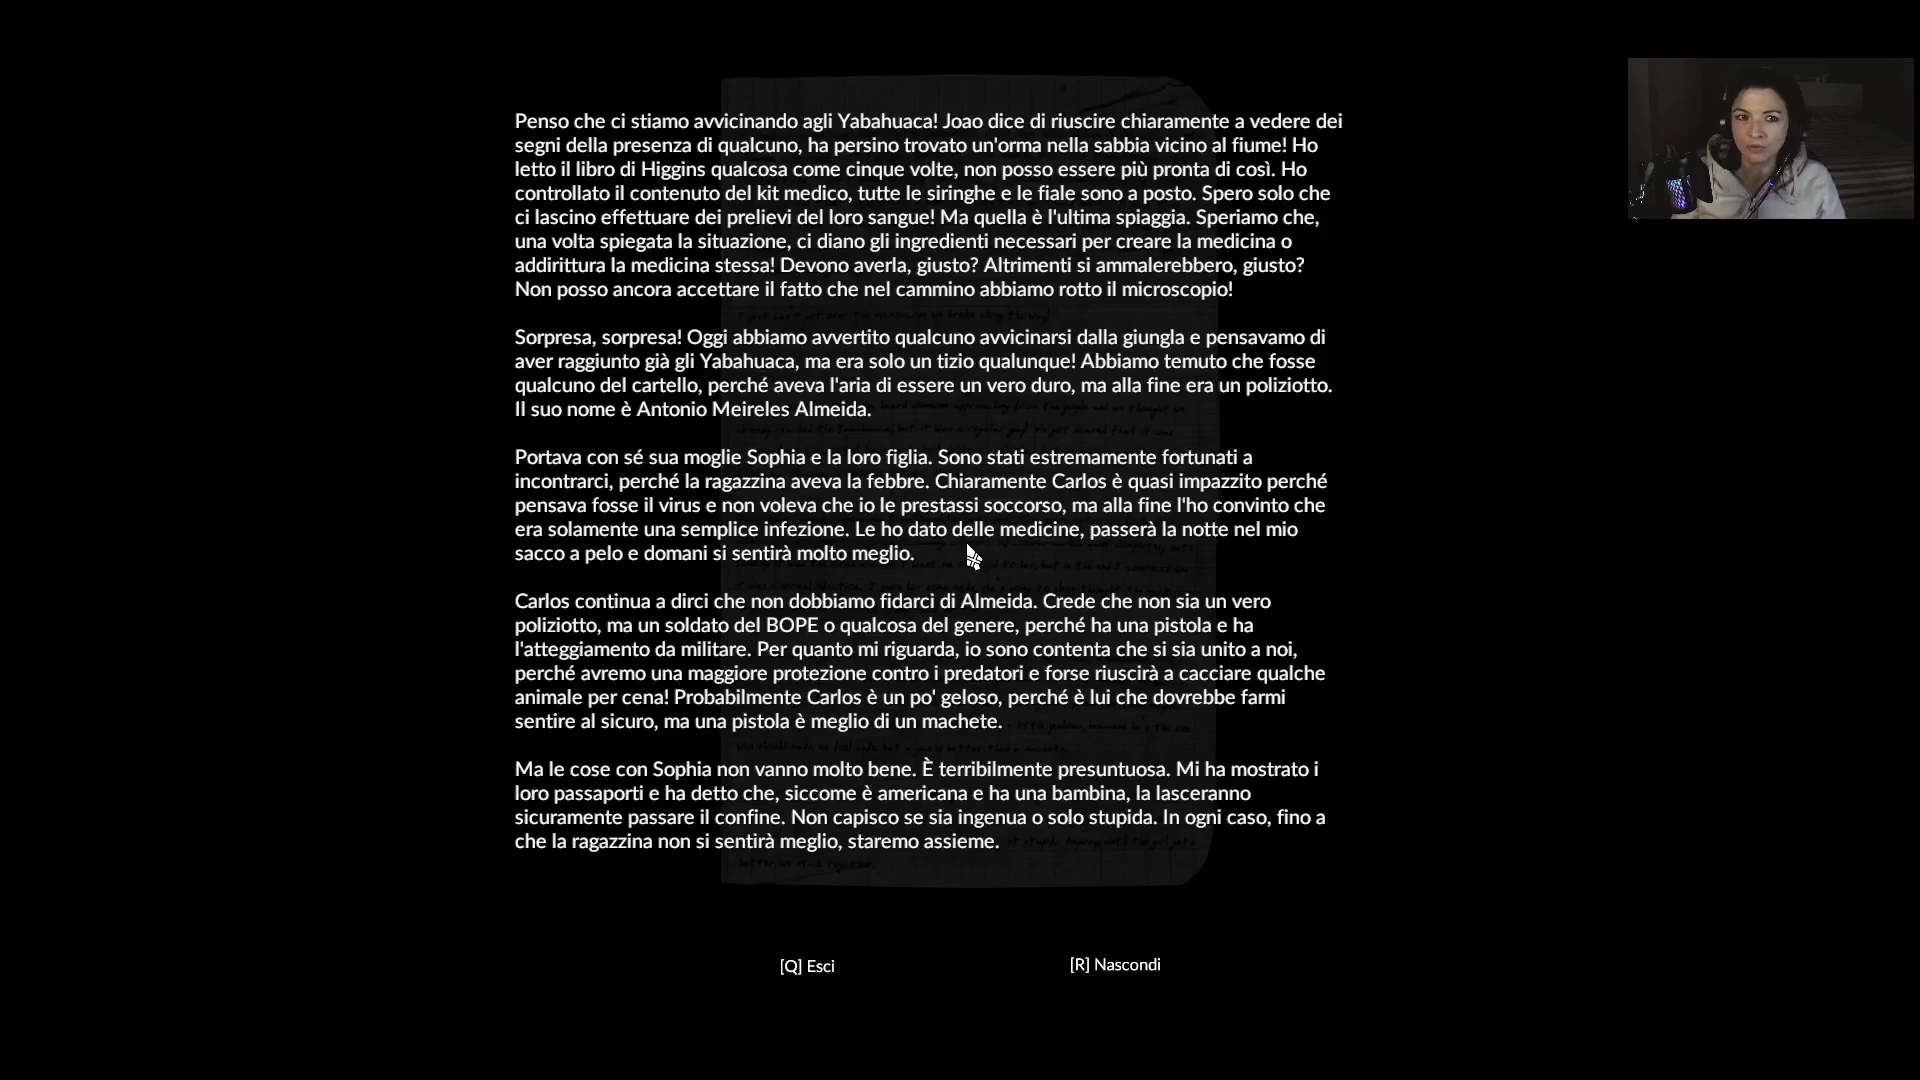 Penso che ci stiamo avvicinando agli Yabahuaca! Joao dice di riuscire chiaramente a vedere dei
segni della presenza di qualcuno, ha persino trovato un'orma nella sabbia vicino al fiume! Ho
letto il libro di Higgins qualcosa come cinque volte, non posso essere più pronta di così. Ho
controllato il contenuto del kit medico, tutte le siringhe e le fiale sono a posto. Spero solo che
ci lascino effettuare dei prelievi del loro sangue! Ma quella è l'ultima spiaggia. Speriamo che,
una volta spiegata la situazione, ci diano gli ingredienti necessari per creare la medicina o
addirittura la medicina stessa! Devono averla, giusto? Altrimenti si ammalerebbero, giusto?
Non posso ancora accettare il fatto che nel cammino abbiamo rotto il microscopio!
Sorpresa, sorpresa! Oggi abbiamo avvertito qualcuno avvicinarsi dalla giungla e pensavamo di
aver raggiunto già gli Yabahuaca, ma era solo un tizio qualunque! Abbiamo temuto che fosse
qualcuno del cartello, perché aveva l'aria di essere un vero duro, ma alla fine era un poliziotto.
Il suo nome è Antonio Meireles Almeida.
Portava con sé sua moglie Sophia e la loro figlia. Sono stati estremamente fortunati a
incontrarci, perché la ragazzina aveva la febbre. Chiaramente Carlos è quasi impazzito perché
pensava fosse il virus e non voleva che io le prestassi soccorso, ma alla fine l'ho convinto che
era solamente una semplice infezione. Le ho dato delle medicine, passerà la notte nel mio
sacco a pelo e domani si sentirà molto meglio.
Carlos continua a dirci che non dobbiamo fidarci di Almeida. Crede che non sia un vero
poliziotto, ma un soldato del BOPE o qualcosa del genere, perché ha una pistola e ha
l'atteggiamento da militare. Per quanto mi riguarda, io sono contenta che si sia unito a noi,
perché avremo una maggiore protezione contro i predatori e forse riuscirà a cacciare qualche
animale per cena! Probabilmente Carlos è un po' geloso, perché è lui che dovrebbe farmi
sentire al sicuro, ma una pistola è meglio di un machete.
Ma le cose con Sophia non vanno molto bene. È terribilmente presuntuosa. Mi ha mostrato i
loro passaporti e ha detto che, siccome è americana e ha una bambina, la lasceranno
sicuramente passare il confine. Non capisco se sia ingenua o solo stupida. In ogni caso, fino a
che la ragazzina non si sentirà meglio, staremo assieme.
[Q] Esci
[R] Nascondi